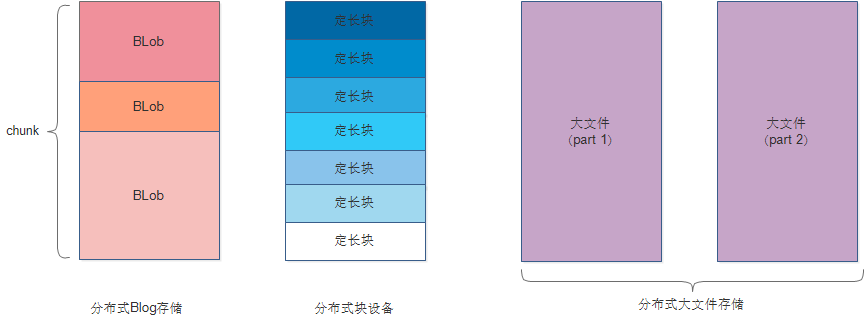 chunk
BLob
BLob
BLob
分布式Blog存储
定长块
定长块
定长块
定长块
定长块
定长块
定长块
分布式块设备
大文件
(part 1)
大文件
(part 2)
分布式大文件存储